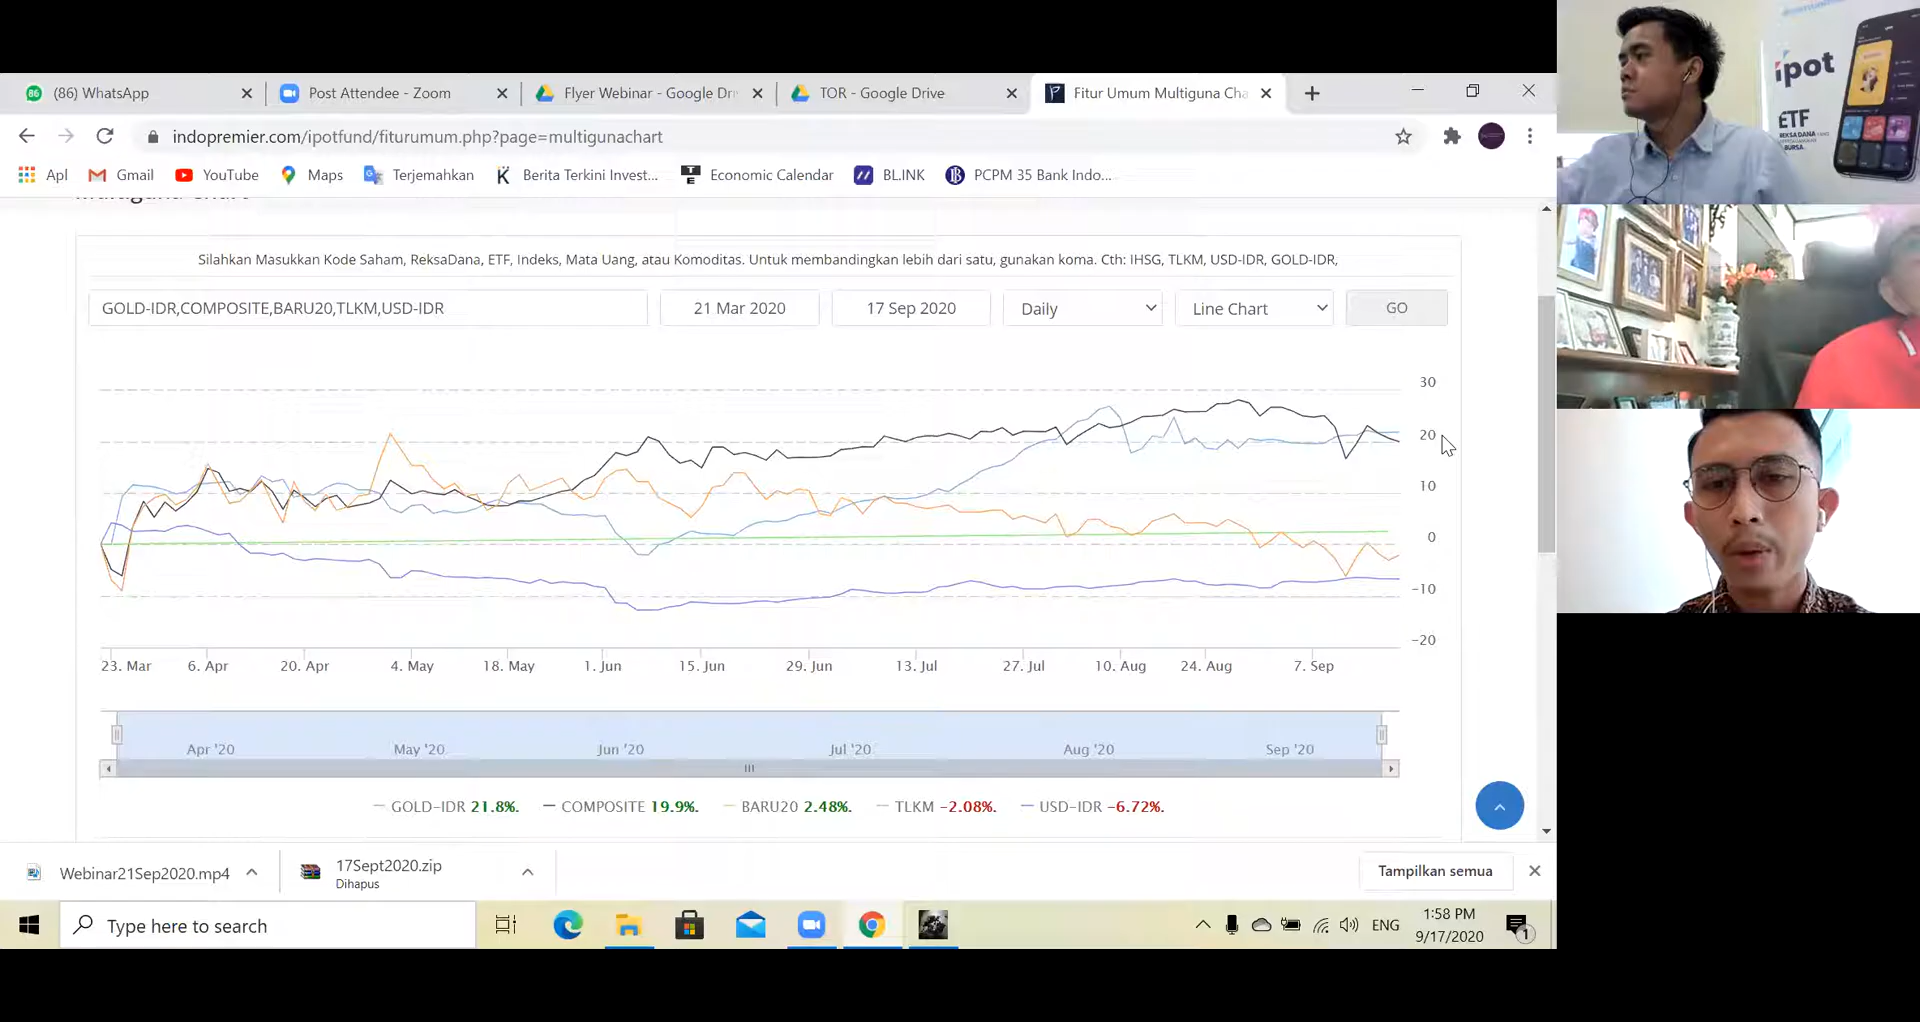 (86) WhatsApp
Post Attendee - Zoom
Flyer Webinar - Google Dri
TOR - Google Drive
Fitur Umum Multiguna Cha
indopremier.com/ipotfund/fiturumum.php?page=multigunachart
Apl
Gmail
YouTube
Maps
Terjemahkan
Berita Terkini Invest...
Economic Calendar
BL.INK
PCPM 35 Bank Indo...
Silahkan Masukkan Kode Saham, ReksaDana, ETF, Indeks, Mata Uang, atau Komoditas. Untuk membandingkan lebih dari satu, gunakan koma. Cth: IHSG, TLKM, USD-IDR, GOLD-IDR,
GOLD-IDR,COMPOSITE,BARU20,TLKM,USD-IDR
21 Mar 2020
17 Sep 2020
Daily
Line Chart
GO
30
20
10
0
-10
-20
23. Mar 6. Apr 20. Apr 4. May 18. May 1. Jun 15. Jun 29. Jun 13. Jul 27. Jul 10. Aug 24. Aug 7. Sep
Apr '20 May '20 Jun '20 Jul '20 Aug '20 Sep '20
GOLD-IDR 21.8%. COMPOSITE 19.9%. BARU20 2.48%. TLKM -2.08%. USD-IDR -6.72%.
Webinar21Sep2020.mp4
17Sept2020.zip
Dihapus
Tampilkan semua
Type here to search
ENG
1:58 PM
9/17/2020
1
ipot
ETF
BURSA